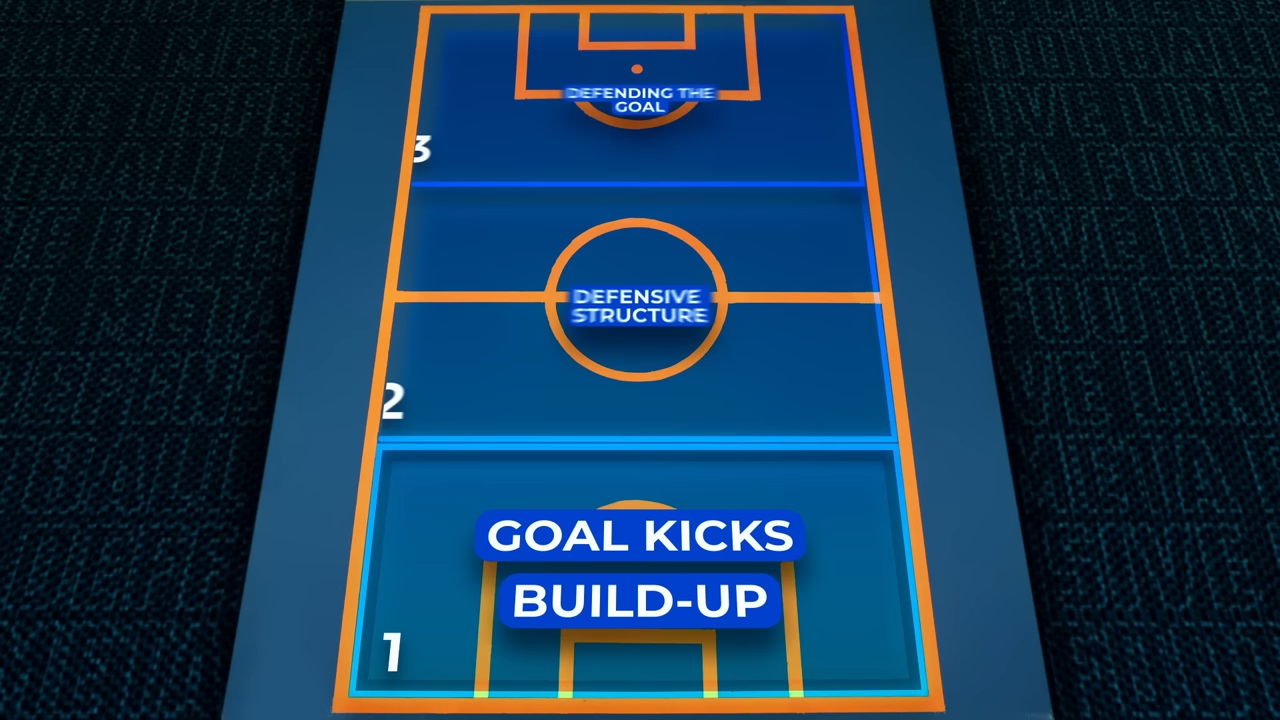 DEFENDING THE
GOAL
3
DEFENSIVE
STRUCTURE
2
GOAL KICKS
BUILD-UP
1